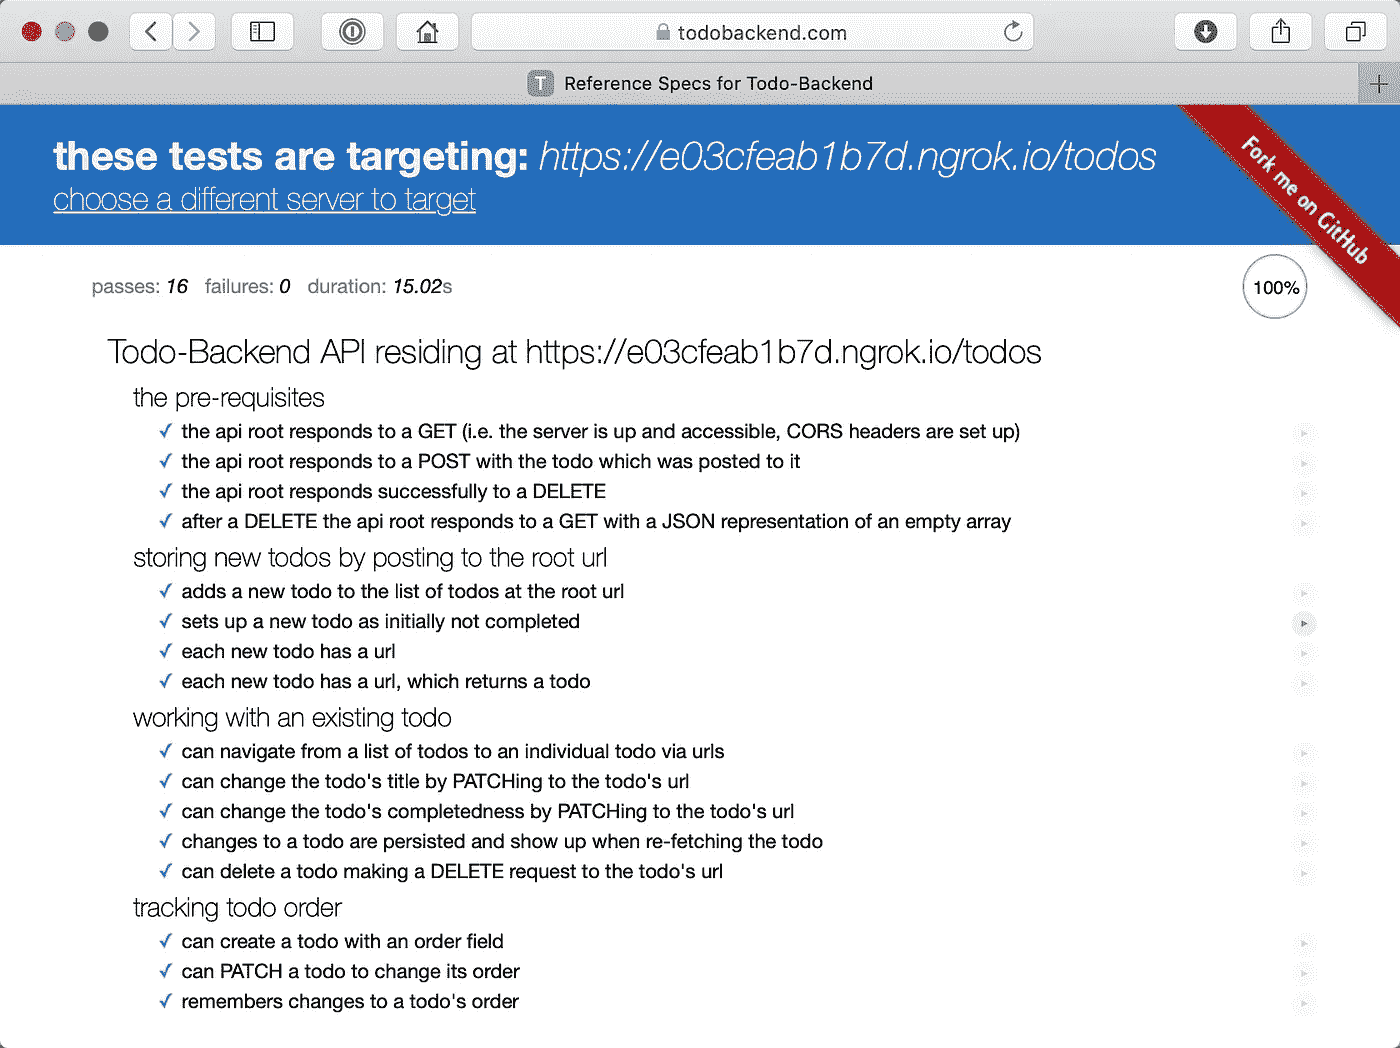 todobackend.com
T Reference Specs for Todo-Backend
these tests are targeting: https://e03cfeab1b7d.ngrok.io/todos
choose a different server to target
Fork me on GitHub
passes: 16 failures: 0 duration: 15.02s
100%
Todo-Backend API residing at https://e03cfeab1b7d.ngrok.io/todos
the pre-requisites
✓ the api root responds to a GET (i.e. the server is up and accessible, CORS headers are set up)
✓ the api root responds to a POST with the todo which was posted to it
✓ the api root responds successfully to a DELETE
✓ after a DELETE the api root responds to a GET with a JSON representation of an empty array
storing new todos by posting to the root url
✓ adds a new todo to the list of todos at the root url
✓ sets up a new todo as initially not completed
✓ each new todo has a url
✓ each new todo has a url, which returns a todo
working with an existing todo
✓ can navigate from a list of todos to an individual todo via urls
✓ can change the todo's title by PATCHing to the todo's url
✓ can change the todo's completedness by PATCHing to the todo's url
✓ changes to a todo are persisted and show up when re-fetching the todo
✓ can delete a todo making a DELETE request to the todo's url
tracking todo order
✓ can create a todo with an order field
✓ can PATCH a todo to change its order
✓ remembers changes to a todo's order